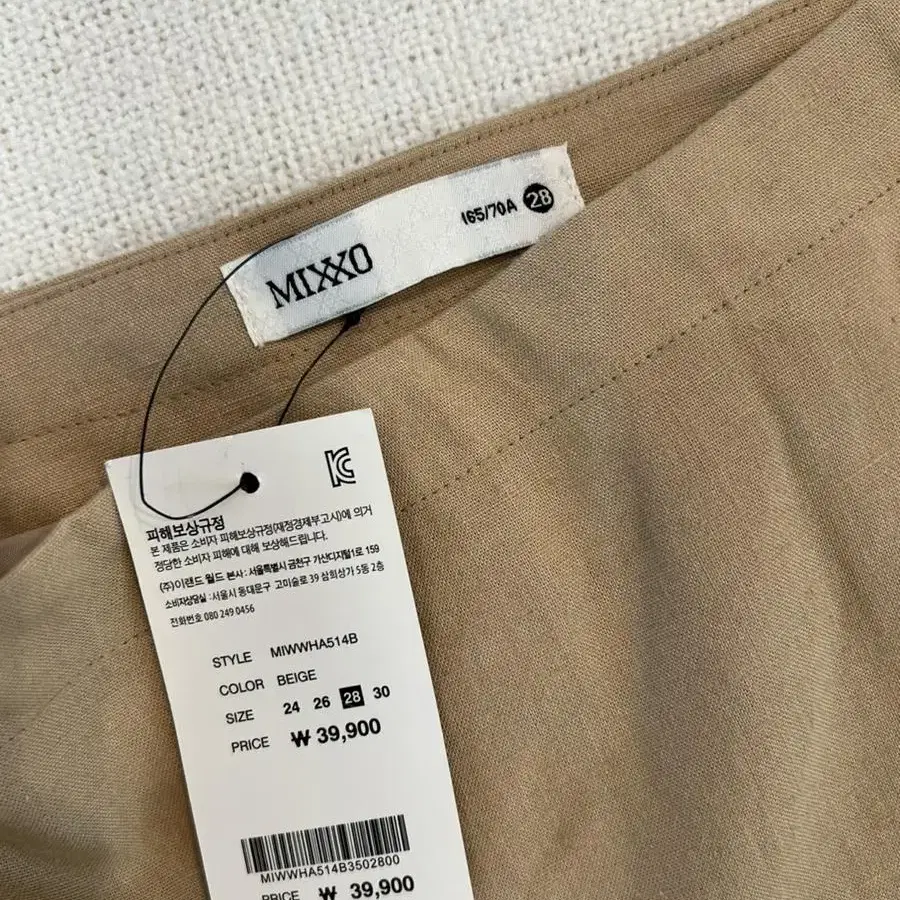 MIXXO
165/70A 28
피해보상규정
본 제품은 소비자 피해보상규정(재정경제부고시)에 의거
정당한 소비자 피해에 대해 보상해드립니다.
(주)이랜드 월드 본사 : 서울특별시 금천구 가산디지털1로 159
소비자상담실 : 서울시 동대문구 고미술로 39 삼희상가 5동 2층
전화번호 080 249 0456
STYLE MIWWHA514B
COLOR BEIGE
SIZE 24 26 28 30
PRICE ₩ 39,900
MIWWHA514B3502800
PRICE ₩ 39,900